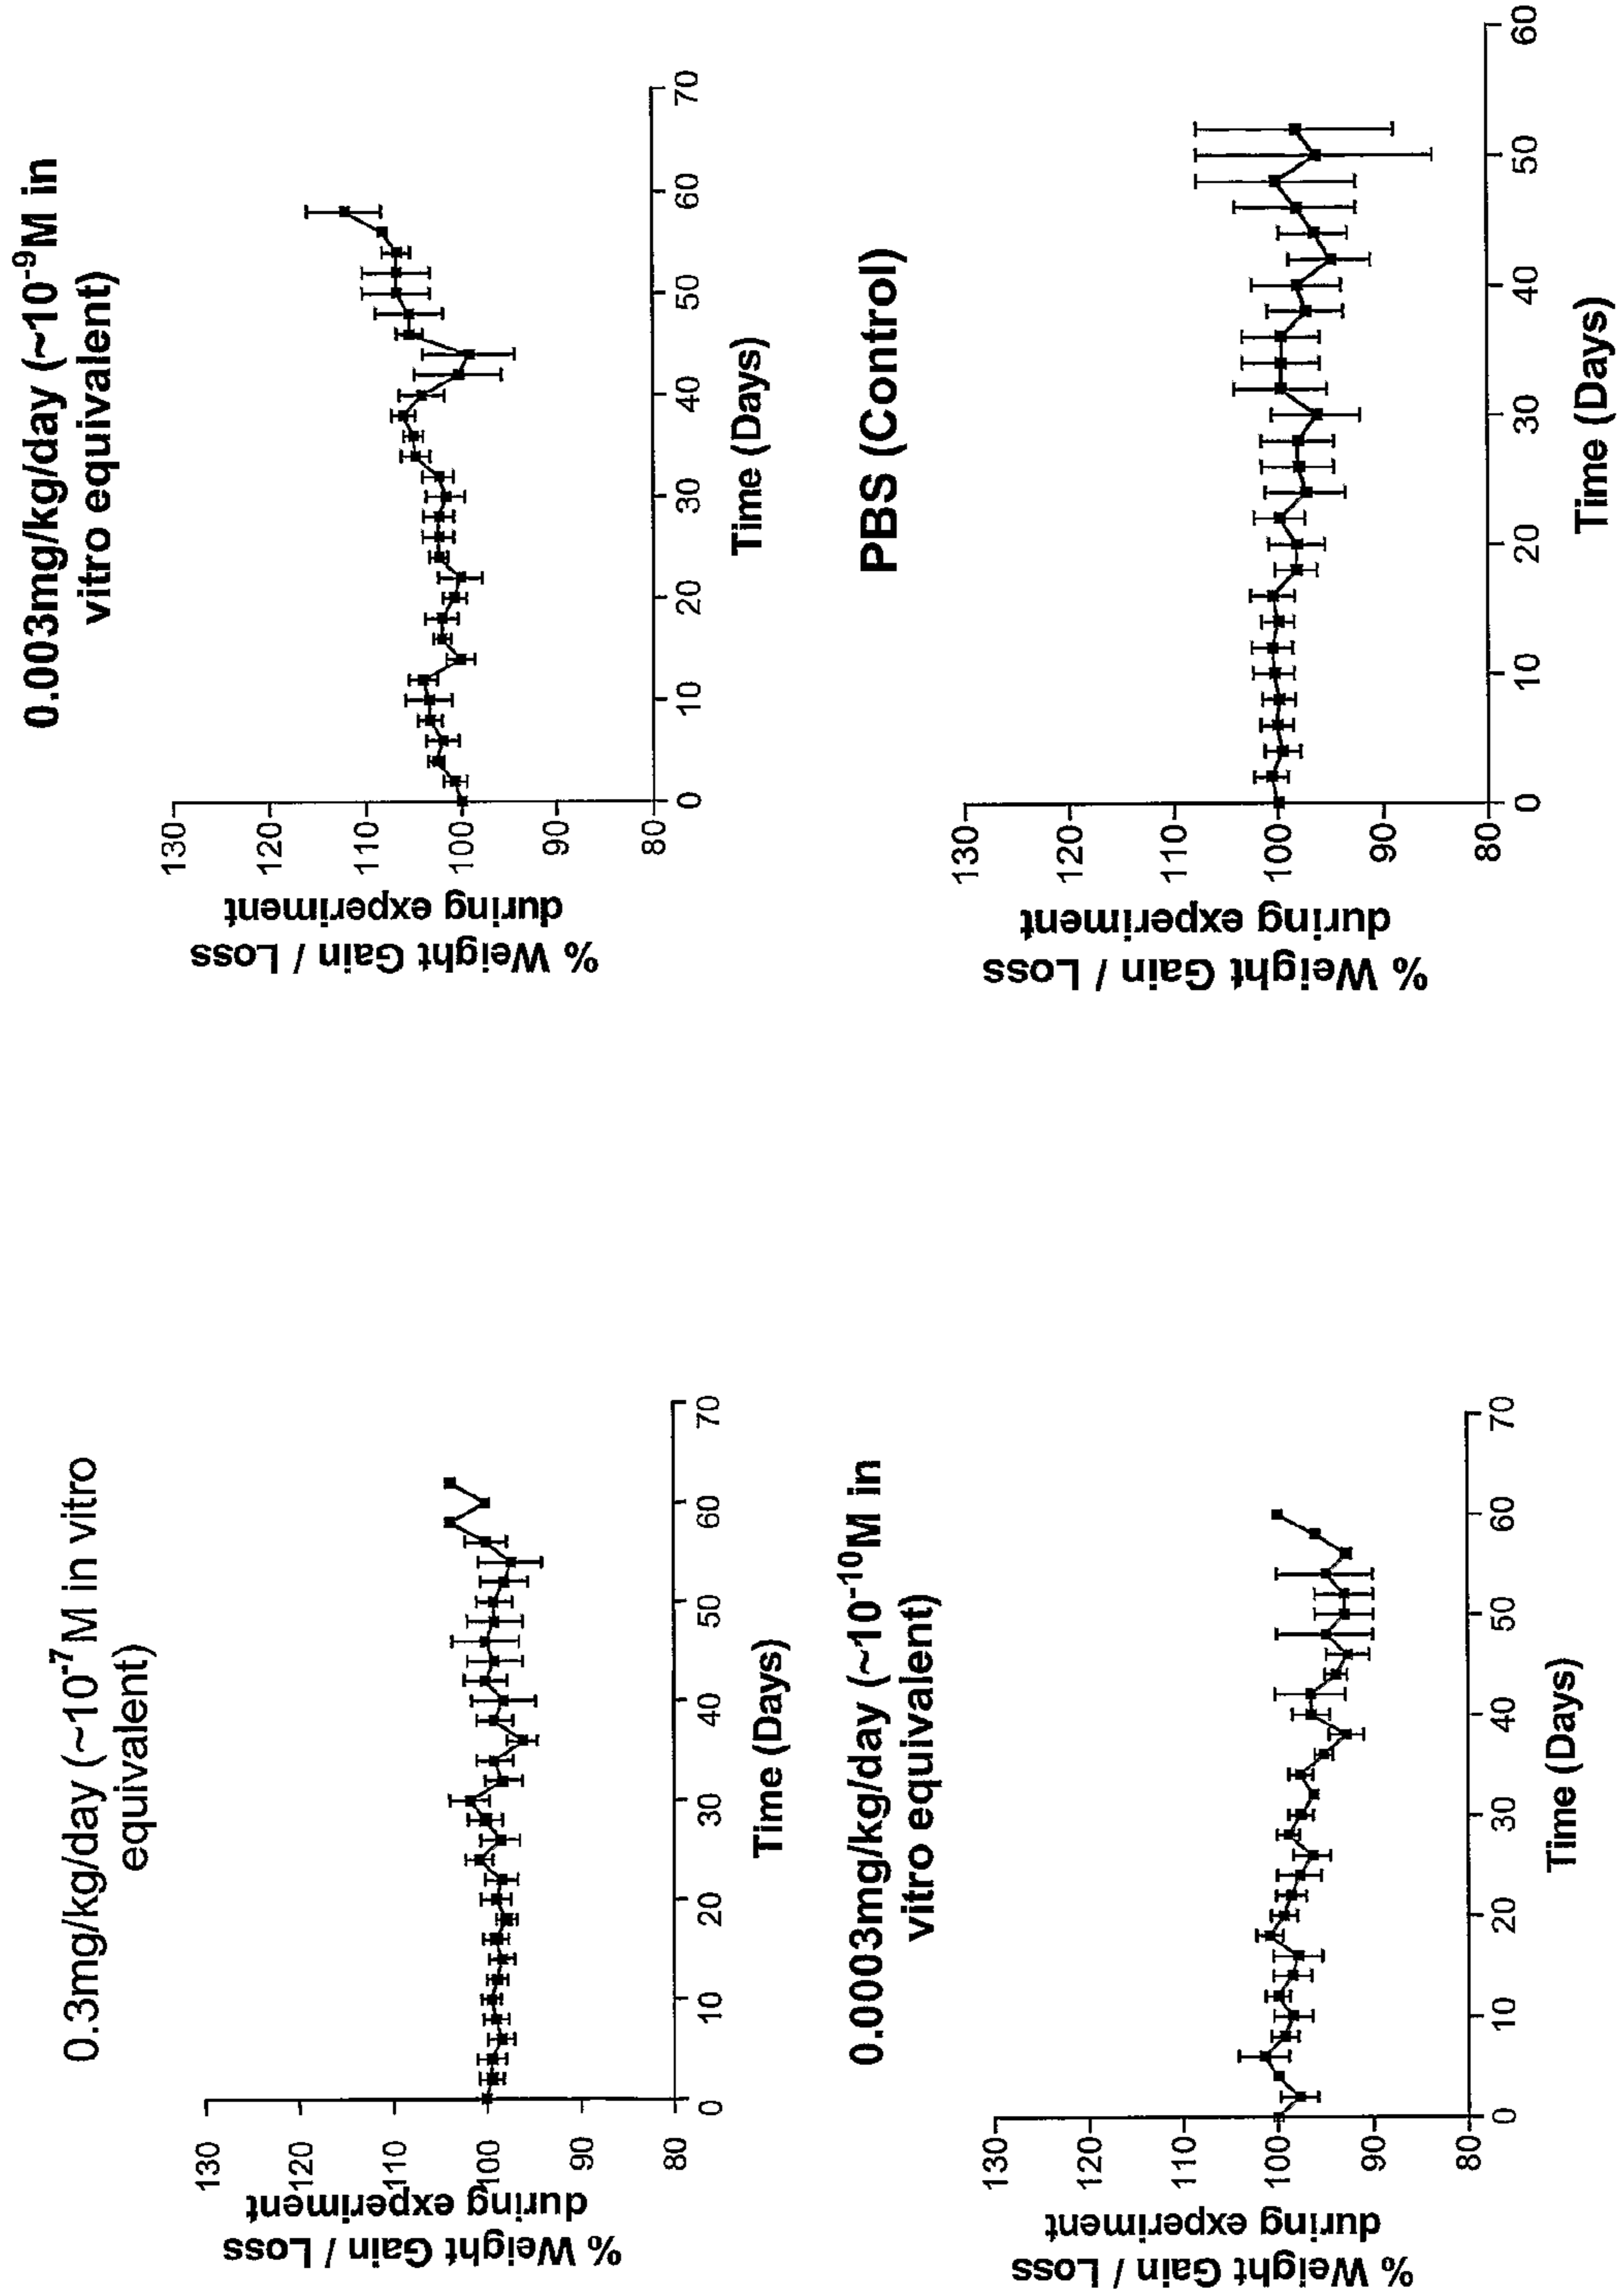 0.3mg/kg/day (~10⁻⁷M in vitro
equivalent)
% Weight Gain / Loss
during experiment
130
120
110
100
90
80
0 10 20 30 40 50 60 70
Time (Days)
0.003mg/kg/day (~10⁻⁹M in
vitro equivalent)
% Weight Gain / Loss
during experiment
130
120
110
100
90
80
0 10 20 30 40 50 60 70
Time (Days)
0.0003mg/kg/day (~10⁻¹⁰M in
vitro equivalent)
% Weight Gain / Loss
during experiment
130
120
110
100
90
80
0 10 20 30 40 50 60 70
Time (Days)
PBS (Control)
% Weight Gain / Loss
during experiment
130
120
110
100
90
80
0 10 20 30 40 50 60
Time (Days)